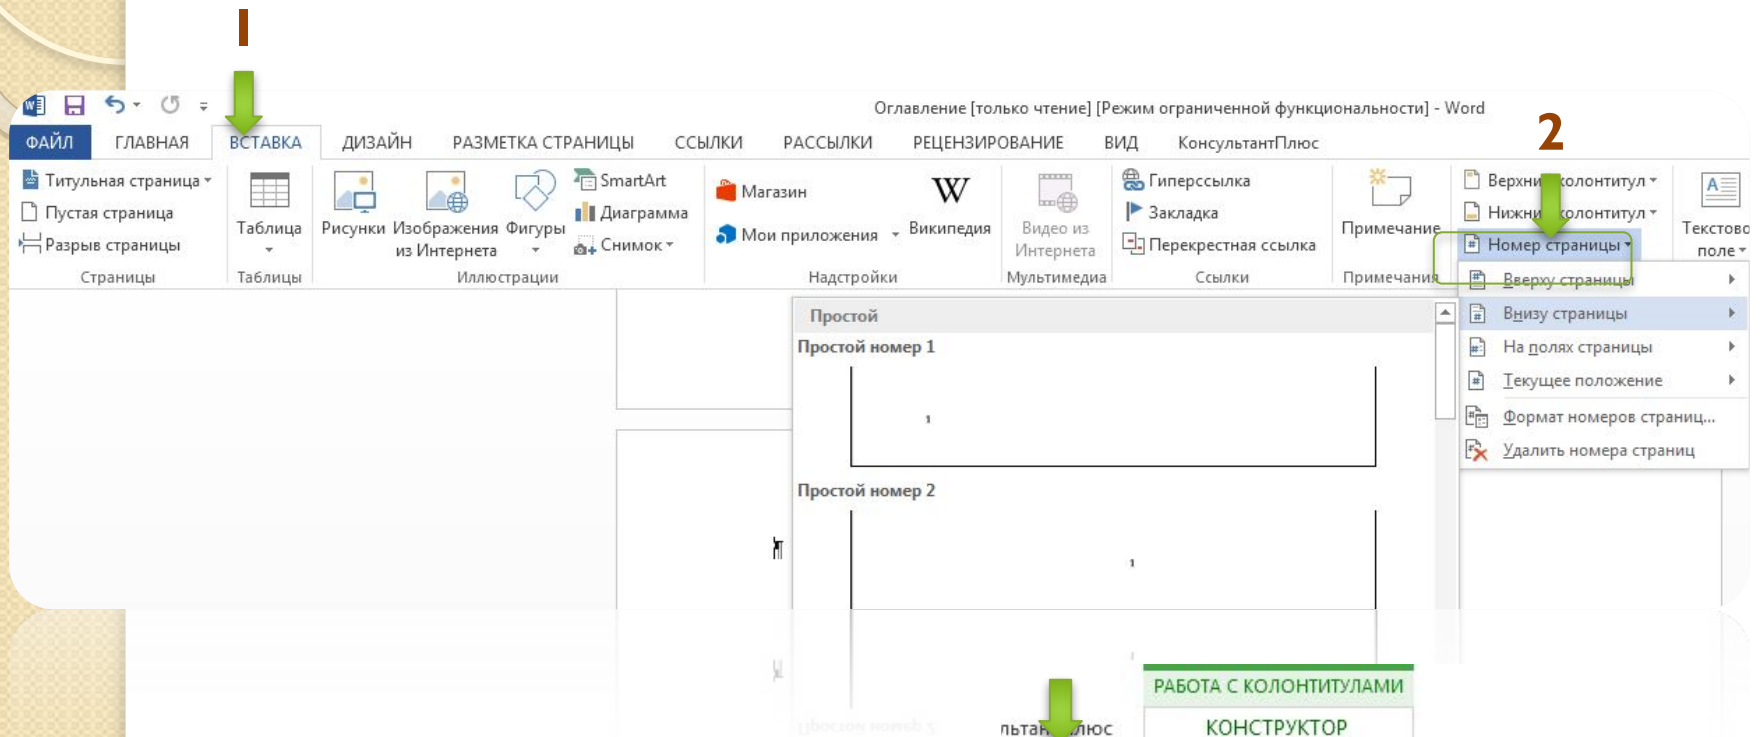 1
Оглавление [только чтение] [Режим ограниченной функциональности] - Word
2
ФАЙЛ ГЛАВНАЯ ВСТАВКА ДИЗАЙН РАЗМЕТКА СТРАНИЦЫ ССЫЛКИ РАССЫЛКИ РЕЦЕНЗИРОВАНИЕ ВИД КонсультантПлюс
Титульная страница
Пустая страница
Разрыв страницы
Страницы
Таблица
Таблицы
Рисунки
Изображения
из Интернета
Фигуры
SmartArt
Диаграмма
Снимок
Иллюстрации
Магазин
Мои приложения
W
Википедия
Надстройки
Видео из
Интернета
Мультимедиа
Гиперссылка
Закладка
Перекрестная ссылка
Ссылки
Примечание
Примечания
Верхний колонтитул
Нижний колонтитул
Номер страницы
Текстово
поле
Вверху страницы
Внизу страницы
На полях страницы
Текущее положение
Формат номеров страниц...
Удалить номера страниц
Простой
Простой номер 1
1
Простой номер 2
1
¶
РАБОТА С КОЛОНТИТУЛАМИ
КОНСТРУКТОР